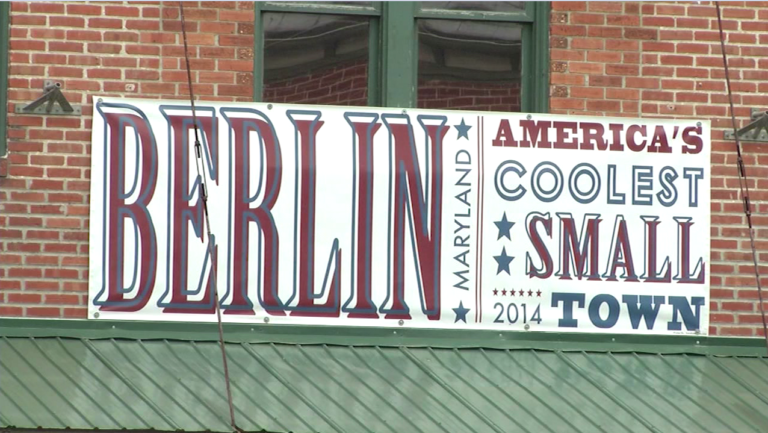 BERLIN
MARYLAND
AMERICA'S
COOLEST
SMALL
2014 TOWN